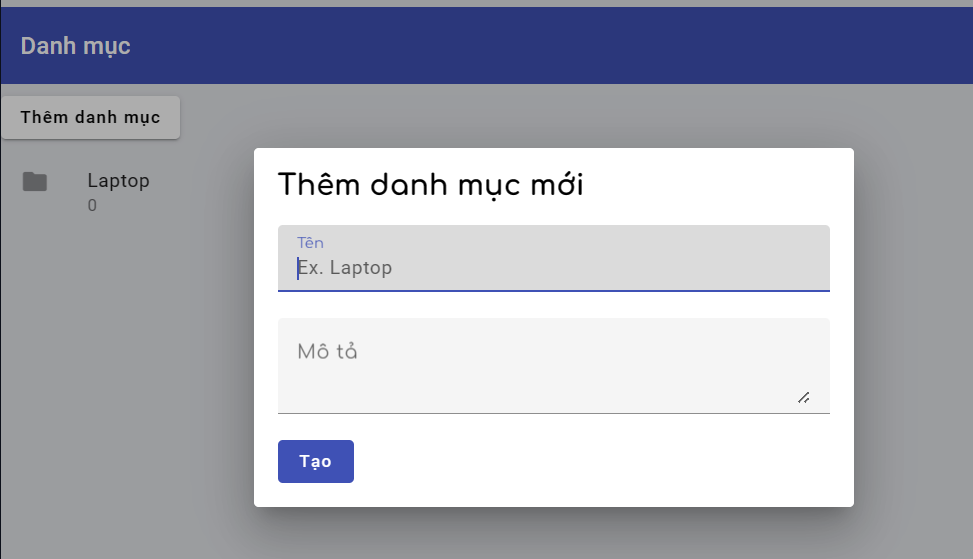 Danh mục
Thêm danh mục
Laptop
0
Thêm danh mục mới
Tên
Ex. Laptop
Mô tả
Tạo